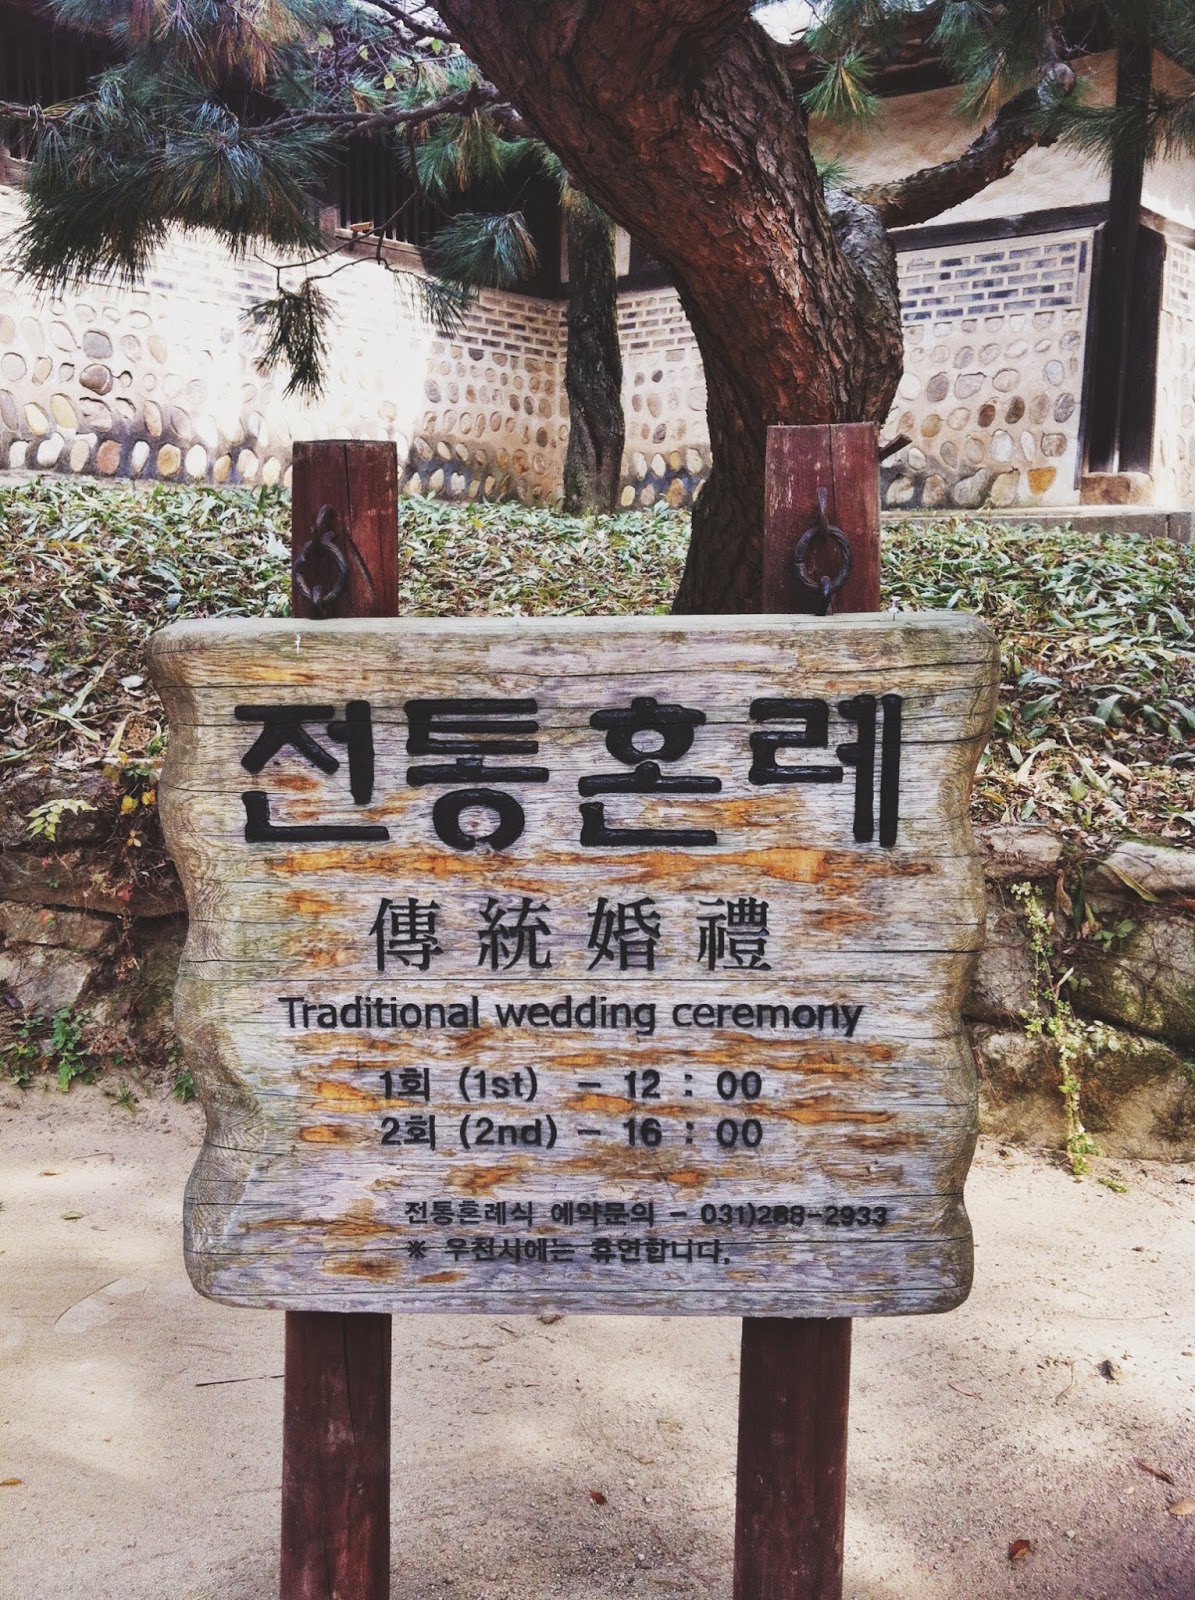 전통혼례
傳統婚禮
Traditional wedding ceremony
1회 (1st) - 12 : 00
2회 (2nd) - 16 : 00
전통혼례식 예약문의 - 031)288-2933
※ 우천시에는 휴연합니다.